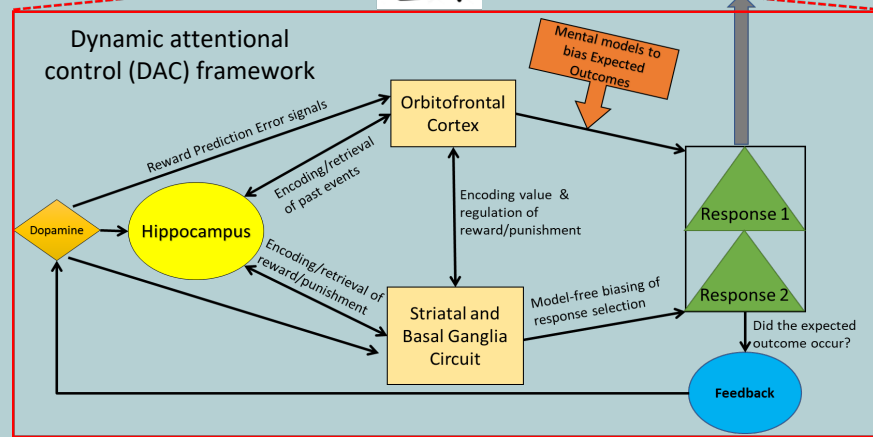 Dynamic attentional
control (DAC) framework
Mental models to
bias Expected
Outcomes
Orbitofrontal
Cortex
Reward Prediction Error signals
Encoding/retrieval
of past events
Dopamine
Hippocampus
Encoding value &
regulation of
reward/punishment
Response 1
Encoding/retrieval of
reward/punishment
Striatal and
Basal Ganglia
Circuit
Model-free biasing of
response selection
Response 2
Did the expected
outcome occur?
Feedback